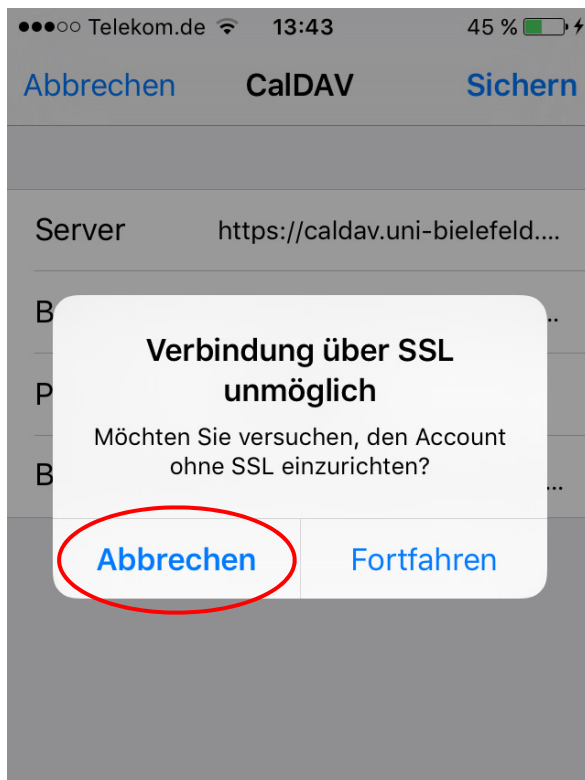 Telekom.de 13:43 45 %
Abbrechen CalDAV Sichern
Server https://caldav.uni-bielefeld....
B ...
P
B ...
Verbindung über SSL
unmöglich
Möchten Sie versuchen, den Account
ohne SSL einzurichten?
Abbrechen Fortfahren